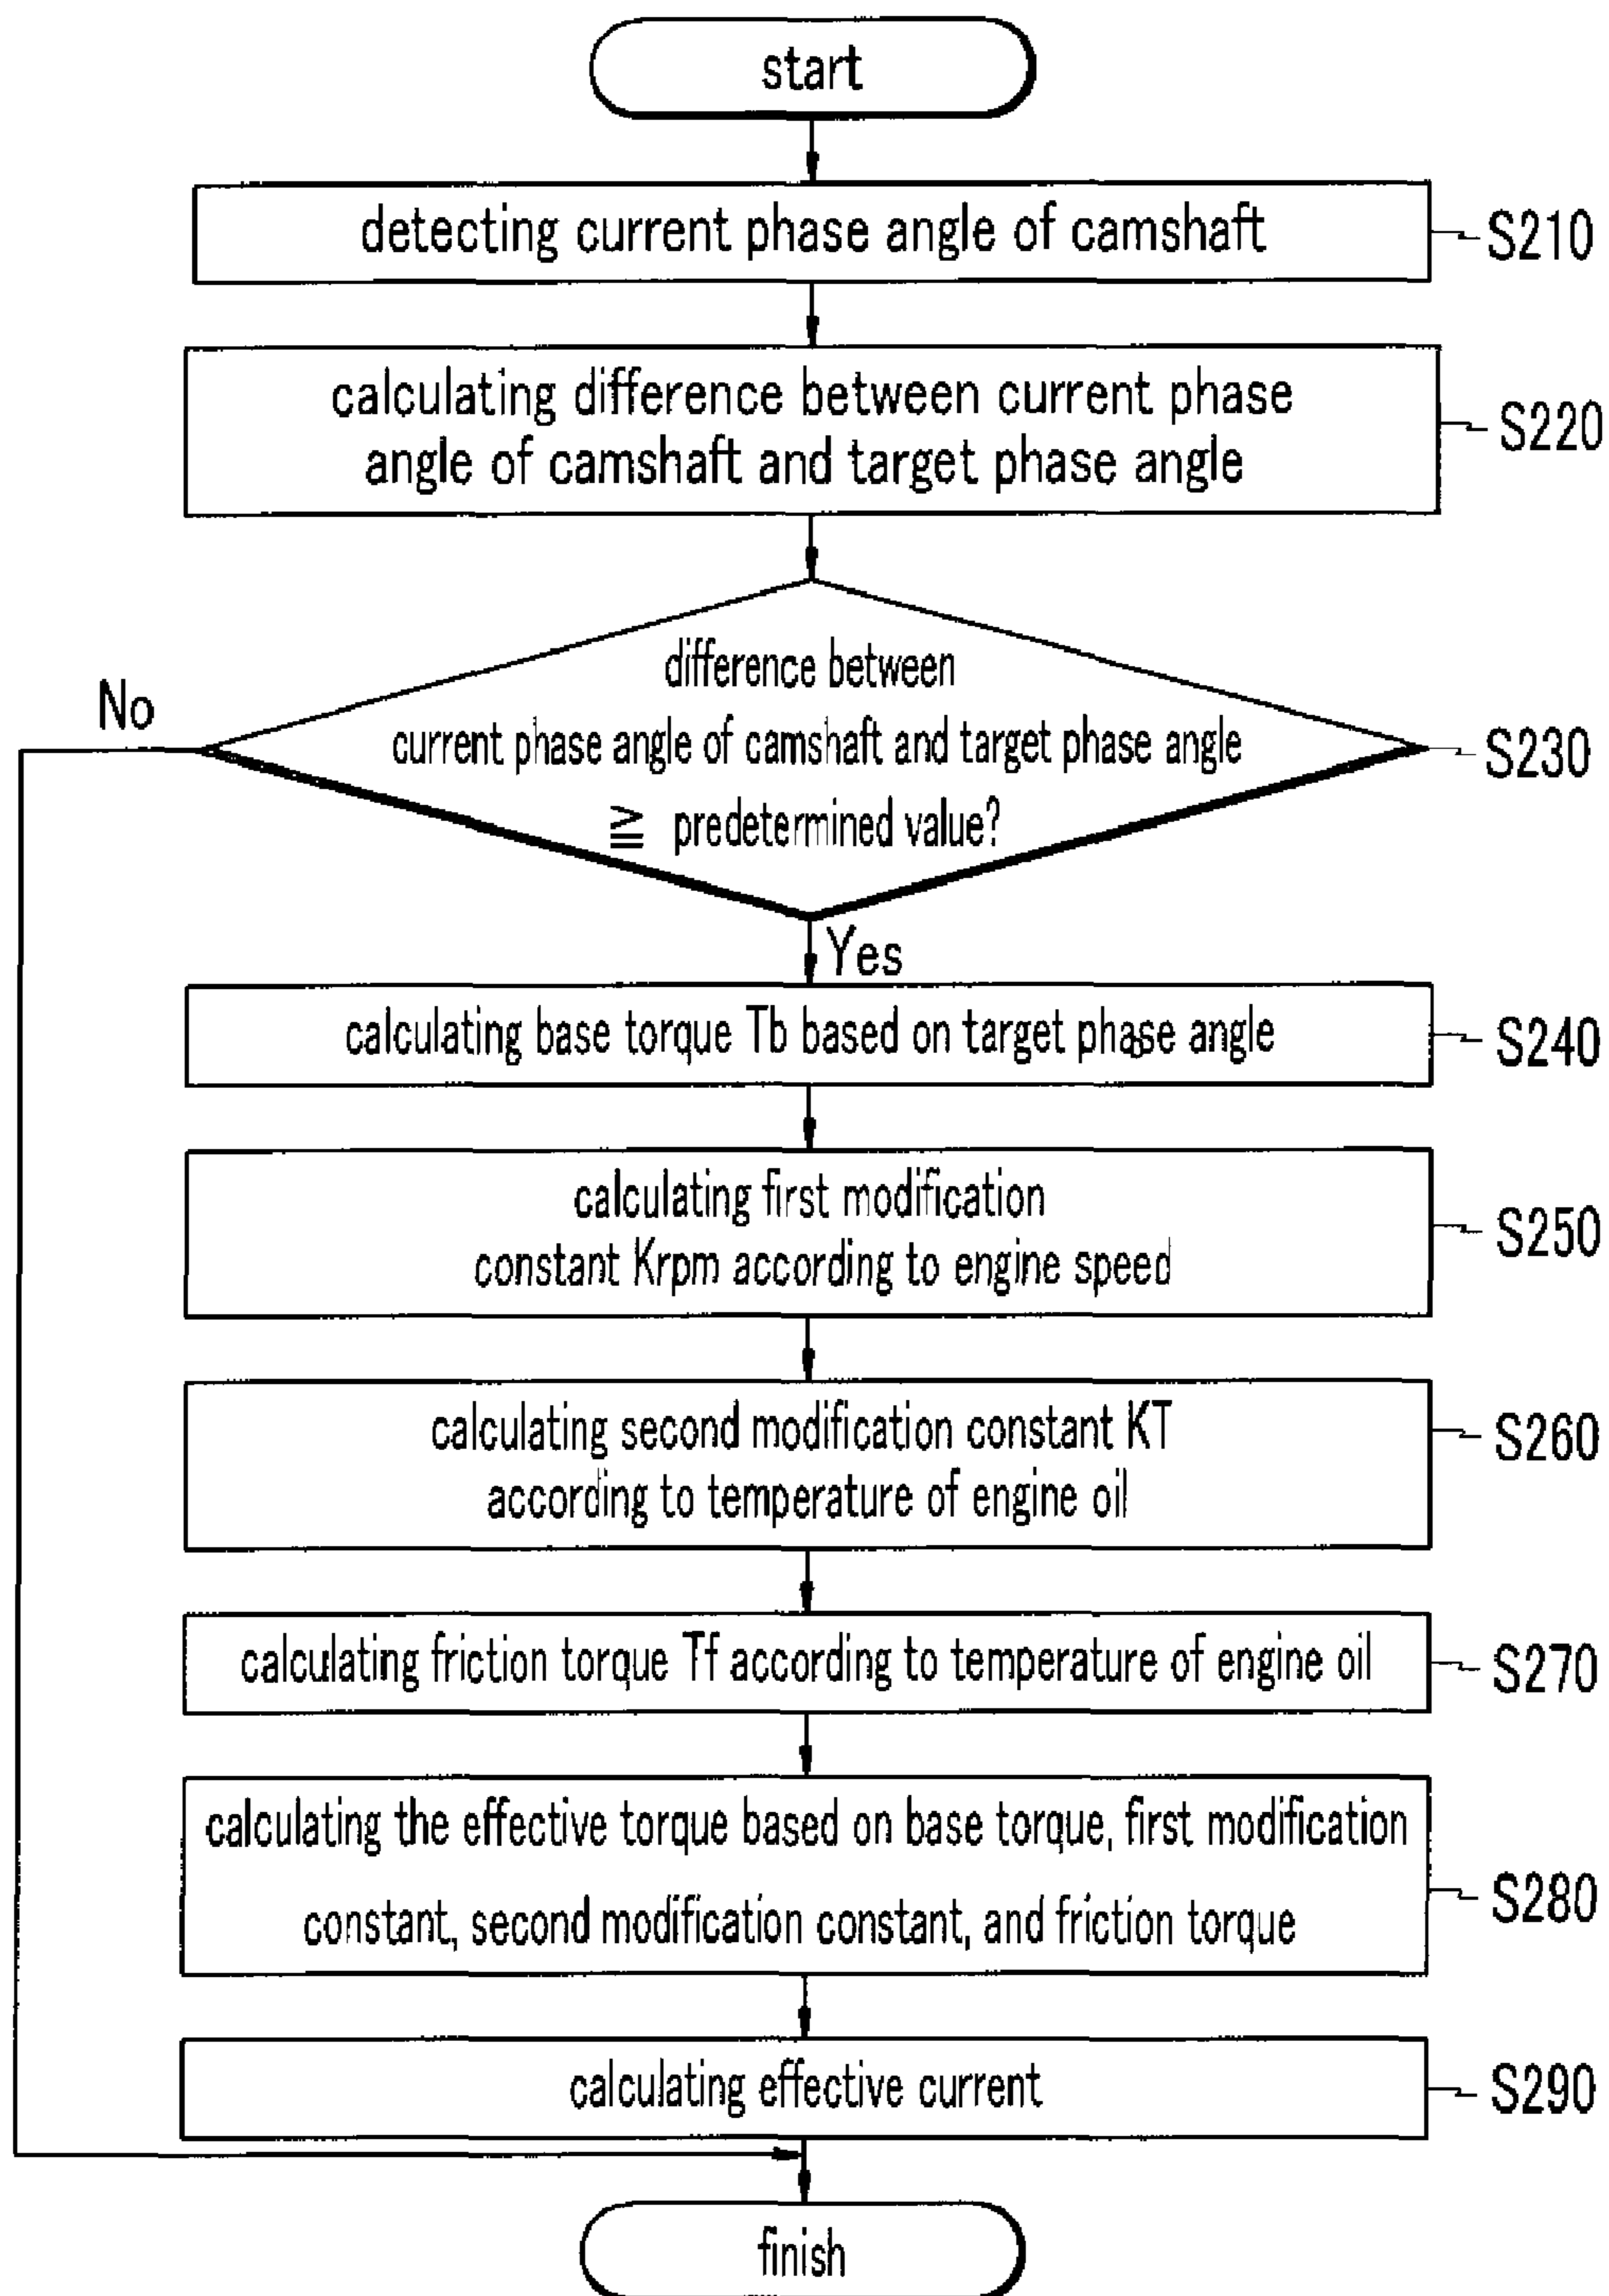 start
detecting current phase angle of camshaft
S210
calculating difference between current phase
angle of camshaft and target phase angle
S220
difference between
current phase angle of camshaft and target phase angle
≧ predetermined value?
No
S230
Yes
calculating base torque Tb based on target phase angle
S240
calculating first modification
constant Krpm according to engine speed
S250
calculating second modification constant KT
according to temperature of engine oil
S260
calculating friction torque Tf according to temperature of engine oil
S270
calculating the effective torque based on base torque, first modification
constant, second modification constant, and friction torque
S280
calculating effective current
S290
finish